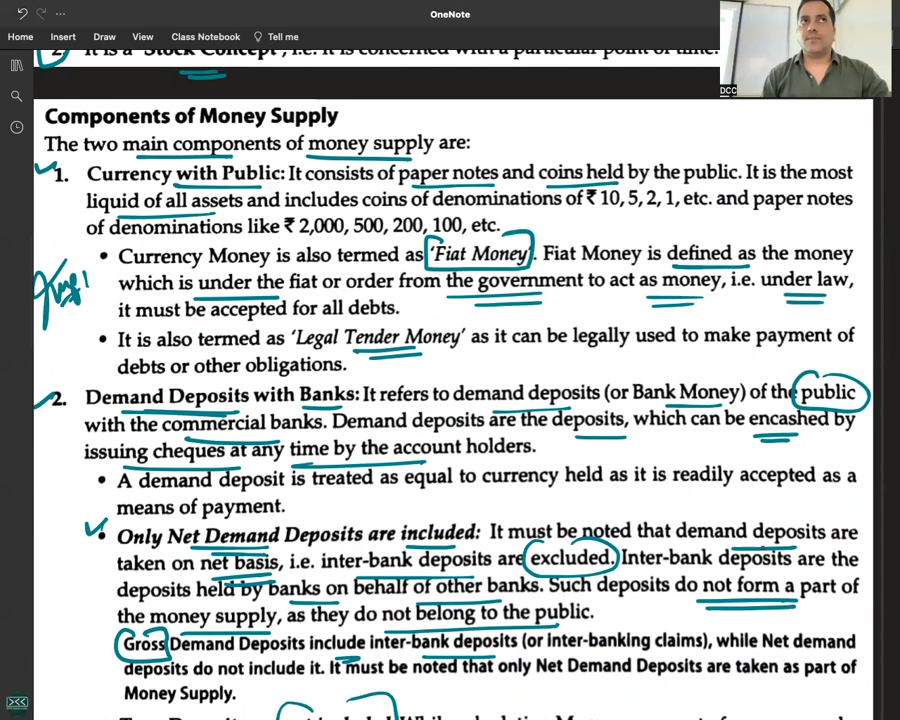 OneNote
Home Insert Draw View Class Notebook Tell me
2. It is a 'Stock Concept', i.e. it is concerned with a particular point of time.
DCC
Components of Money Supply
The two main components of money supply are:
1. Currency with Public: It consists of paper notes and coins held by the public. It is the most
liquid of all assets and includes coins of denominations of ₹ 10, 5, 2, 1, etc. and paper notes
of denominations like ₹ 2,000, 500, 200, 100, etc.
• Currency Money is also termed as 'Fiat Money'. Fiat Money is defined as the money
which is under the fiat or order from the government to act as money, i.e. under law,
it must be accepted for all debts.
• It is also termed as 'Legal Tender Money' as it can be legally used to make payment of
debts or other obligations.
2. Demand Deposits with Banks: It refers to demand deposits (or Bank Money) of the public
with the commercial banks. Demand deposits are the deposits, which can be encashed by
issuing cheques at any time by the account holders.
• A demand deposit is treated as equal to currency held as it is readily accepted as a
means of payment.
• Only Net Demand Deposits are included: It must be noted that demand deposits are
taken on net basis, i.e. inter-bank deposits are excluded. Inter-bank deposits are the
deposits held by banks on behalf of other banks. Such deposits do not form a part of
the money supply, as they do not belong to the public.
Gross Demand Deposits include inter-bank deposits (or inter-banking claims), while Net demand
deposits do not include it. It must be noted that only Net Demand Deposits are taken as part of
Money Supply.